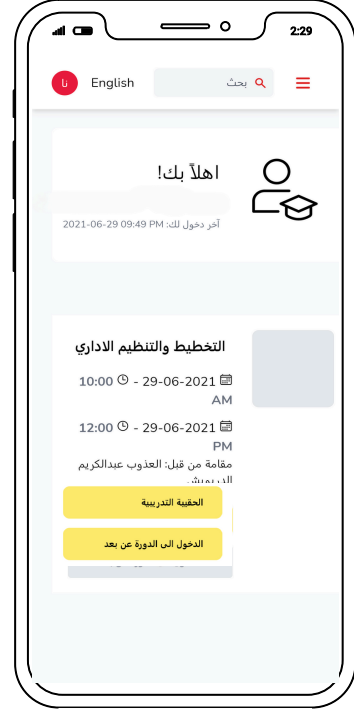 2:29
نا English بحث
اهلاً بك!
آخر دخول لك: 2021-06-29 09:49 PM
التخطيط والتنظيم الاداري
29-06-2021 - 10:00
AM
29-06-2021 - 12:00
PM
مقامة من قبل: العذوب عبدالكريم
الدريويش
الحقيبة التدريبية
الدخول الى الدورة عن بعد